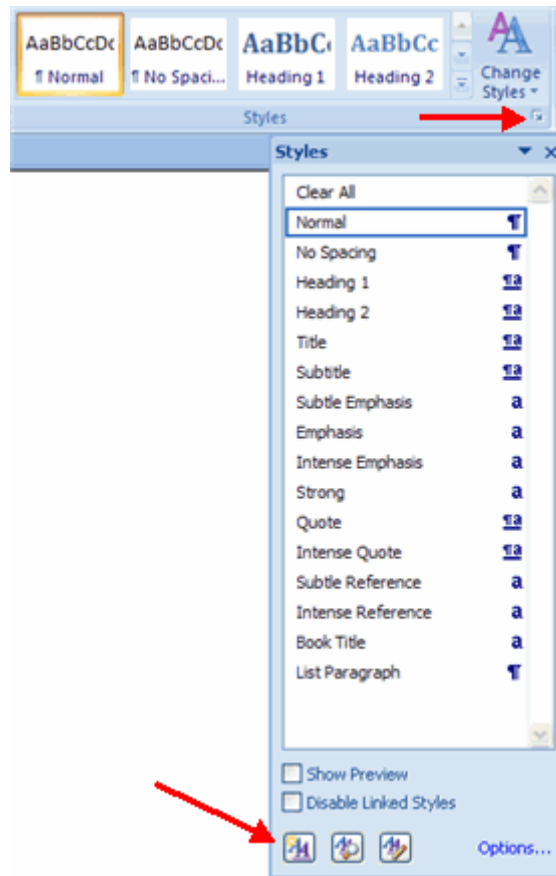 AaBbCcDc AaBbCcDc AaBbC AaBbCc
¶ Normal ¶ No Spaci... Heading 1 Heading 2
Change
Styles
Styles
Styles
Clear All
Normal ¶
No Spacing ¶
Heading 1 ¶a
Heading 2 ¶a
Title ¶a
Subtitle ¶a
Subtle Emphasis a
Emphasis a
Intense Emphasis a
Strong a
Quote ¶a
Intense Quote ¶a
Subtle Reference a
Intense Reference a
Book Title a
List Paragraph ¶
Show Preview
Disable Linked Styles
Options...